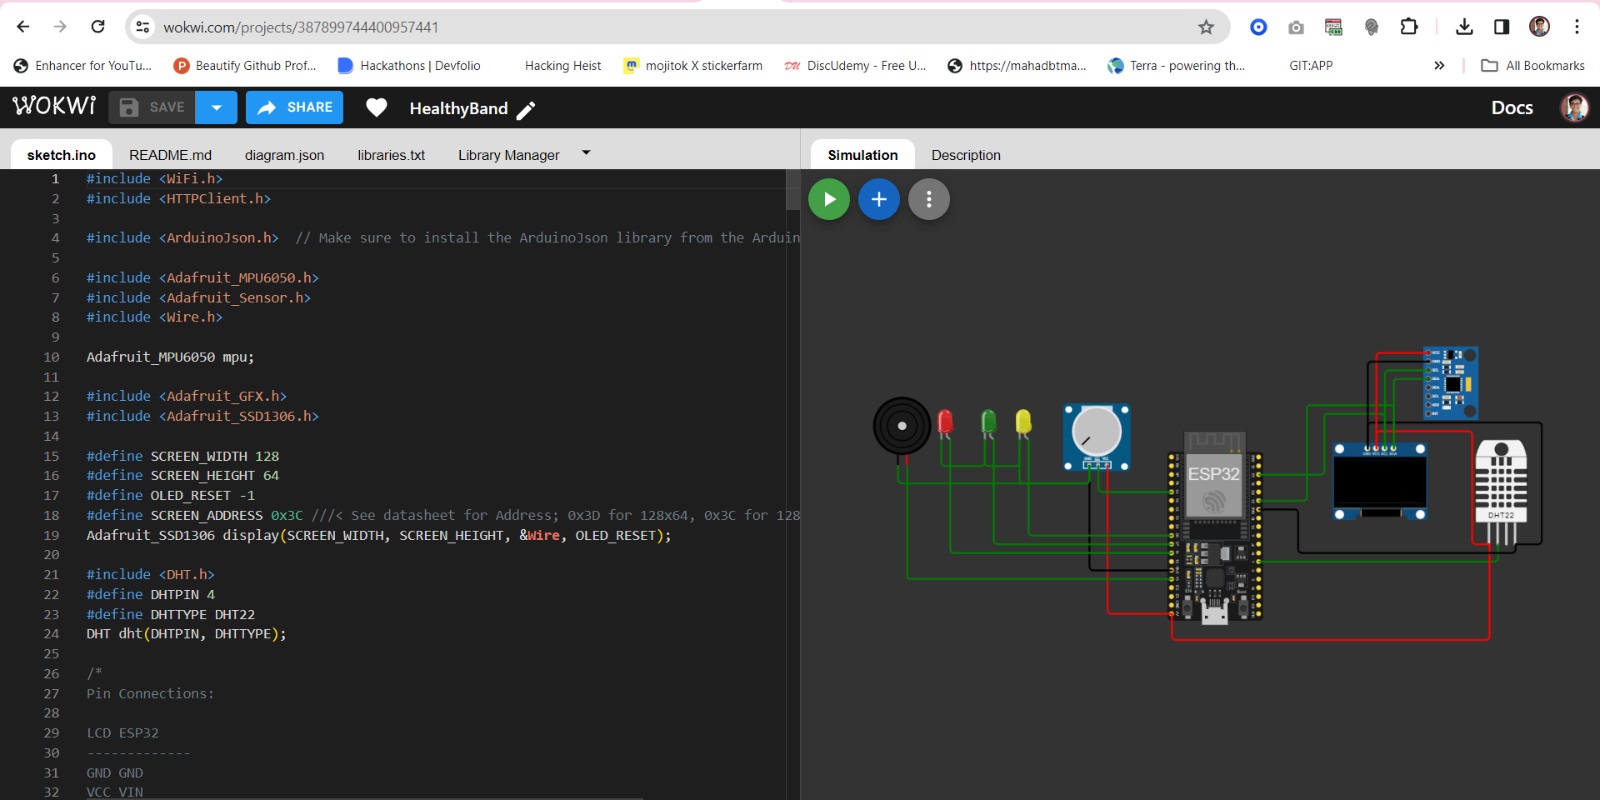 wokwi.com/projects/387899744400957441
Enhancer for YouTu... Beautify Github Prof... Hackathons | Devfolio Hacking Heist mojitok X stickerfarm DiscUdemy - Free U... https://mahadbtma... Terra - powering th... GIT:APP » All Bookmarks
WOKWI SAVE SHARE HealthyBand Docs
sketch.ino README.md diagram.json libraries.txt Library Manager Simulation Description
1 #include <WiFi.h>
2 #include <HTTPClient.h>
3
4 #include <ArduinoJson.h>  // Make sure to install the ArduinoJson library from the Arduin
5
6 #include <Adafruit_MPU6050.h>
7 #include <Adafruit_Sensor.h>
8 #include <Wire.h>
9
10 Adafruit_MPU6050 mpu;
11
12 #include <Adafruit_GFX.h>
13 #include <Adafruit_SSD1306.h>
14
15 #define SCREEN_WIDTH 128
16 #define SCREEN_HEIGHT 64
17 #define OLED_RESET -1
18 #define SCREEN_ADDRESS 0x3C ///< See datasheet for Address; 0x3D for 128x64, 0x3C for 128
19 Adafruit_SSD1306 display(SCREEN_WIDTH, SCREEN_HEIGHT, &Wire, OLED_RESET);
20
21 #include <DHT.h>
22 #define DHTPIN 4
23 #define DHTTYPE DHT22
24 DHT dht(DHTPIN, DHTTYPE);
25
26 /*
27 Pin Connections:
28
29 LCD ESP32
30 -------------
31 GND GND
32 VCC VIN
ESP32
DHT22